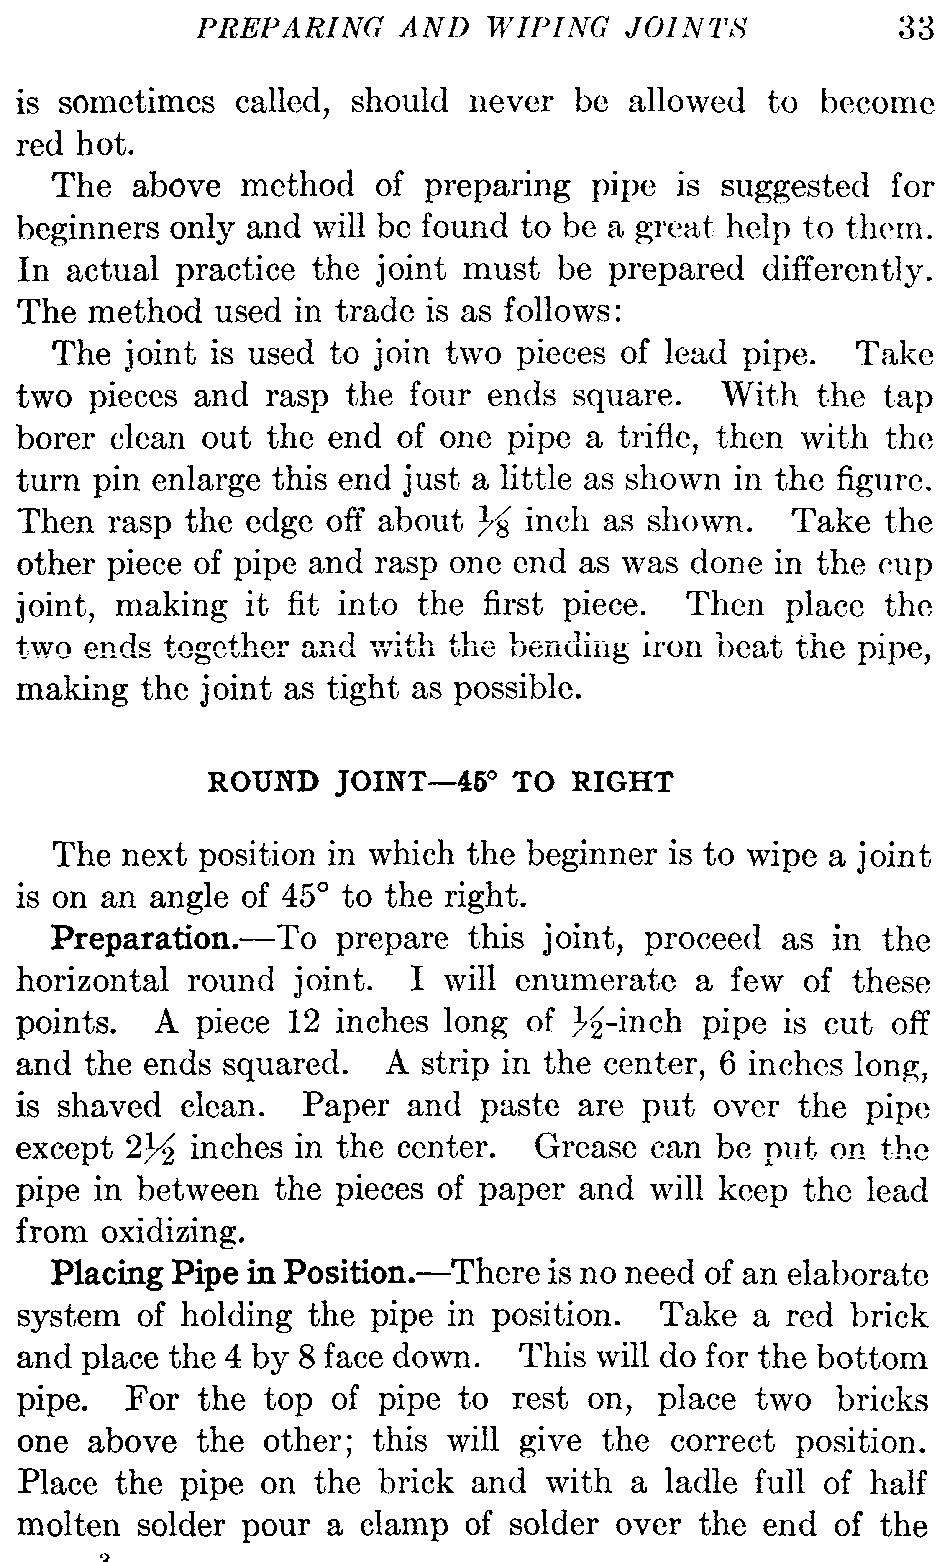 PREPARING AND WIPING JOINTS 33
is sometimes called, should never be allowed to become
red hot.
The above method of preparing pipe is suggested for
beginners only and will be found to be a great help to them.
In actual practice the joint must be prepared differently.
The method used in trade is as follows:
The joint is used to join two pieces of lead pipe. Take
two pieces and rasp the four ends square. With the tap
borer clean out the end of one pipe a trifle, then with the
turn pin enlarge this end just a little as shown in the figure.
Then rasp the edge off about ⅛ inch as shown. Take the
other piece of pipe and rasp one end as was done in the cup
joint, making it fit into the first piece. Then place the
two ends together and with the bending iron beat the pipe,
making the joint as tight as possible.
ROUND JOINT—45° TO RIGHT
The next position in which the beginner is to wipe a joint
is on an angle of 45° to the right.
Preparation.—To prepare this joint, proceed as in the
horizontal round joint. I will enumerate a few of these
points. A piece 12 inches long of ½-inch pipe is cut off
and the ends squared. A strip in the center, 6 inches long,
is shaved clean. Paper and paste are put over the pipe
except 2½ inches in the center. Grease can be put on the
pipe in between the pieces of paper and will keep the lead
from oxidizing.
Placing Pipe in Position.—There is no need of an elaborate
system of holding the pipe in position. Take a red brick
and place the 4 by 8 face down. This will do for the bottom
pipe. For the top of pipe to rest on, place two bricks
one above the other; this will give the correct position.
Place the pipe on the brick and with a ladle full of half
molten solder pour a clamp of solder over the end of the
3